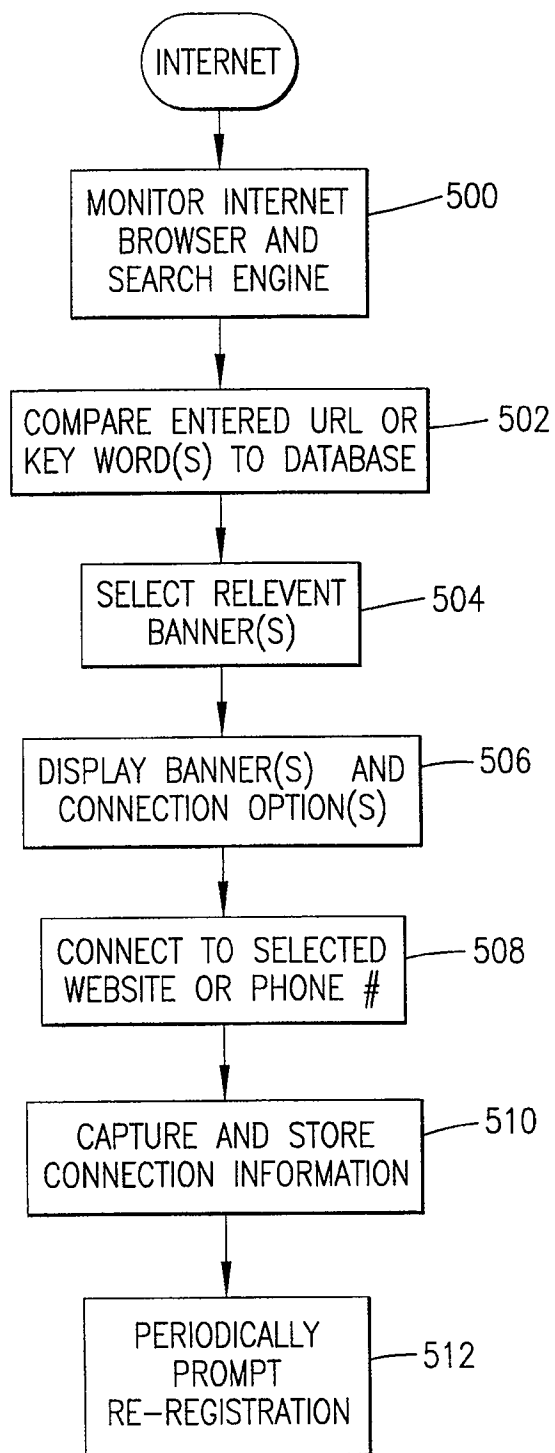 INTERNET
MONITOR INTERNET
BROWSER AND
SEARCH ENGINE
500
COMPARE ENTERED URL OR
KEY WORD(S) TO DATABASE
502
SELECT RELEVENT
BANNER(S)
504
DISPLAY BANNER(S) AND
CONNECTION OPTION(S)
506
CONNECT TO SELECTED
WEBSITE OR PHONE #
508
CAPTURE AND STORE
CONNECTION INFORMATION
510
PERIODICALLY
PROMPT
RE-REGISTRATION
512